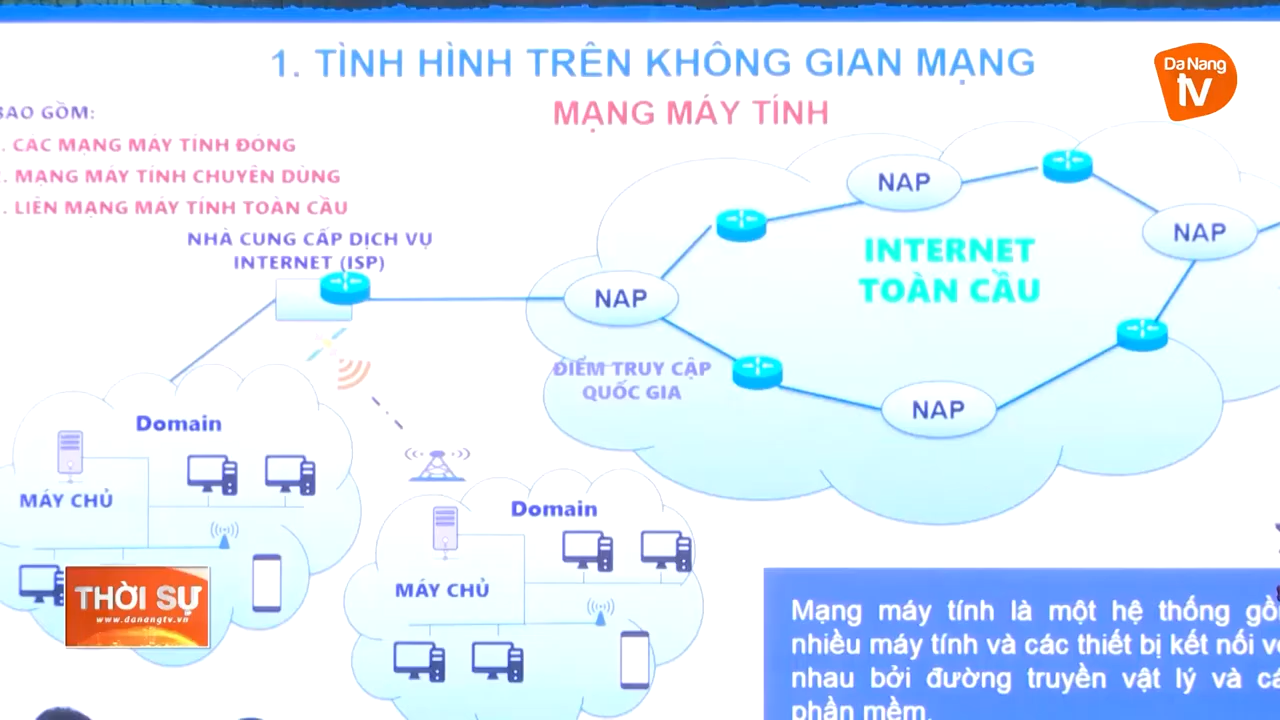 1. TÌNH HÌNH TRÊN KHÔNG GIAN MẠNG
Da Nang
tv
MẠNG MÁY TÍNH
BAO GỒM:
. CÁC MẠNG MÁY TÍNH ĐÓNG
. MẠNG MÁY TÍNH CHUYÊN DÙNG
. LIÊN MẠNG MÁY TÍNH TOÀN CẦU
NHÀ CUNG CẤP DỊCH VỤ
INTERNET (ISP)
NAP
NAP
NAP
NAP
INTERNET
TOÀN CẦU
ĐIỂM TRUY CẬP
QUỐC GIA
Domain
MÁY CHỦ
Domain
MÁY CHỦ
THỜI SỰ
www.danangtv.vn
Mạng máy tính là một hệ thống
nhiều máy tính và các thiết bị kết nối
nhau bởi đường truyền vật lý và
phần mềm.